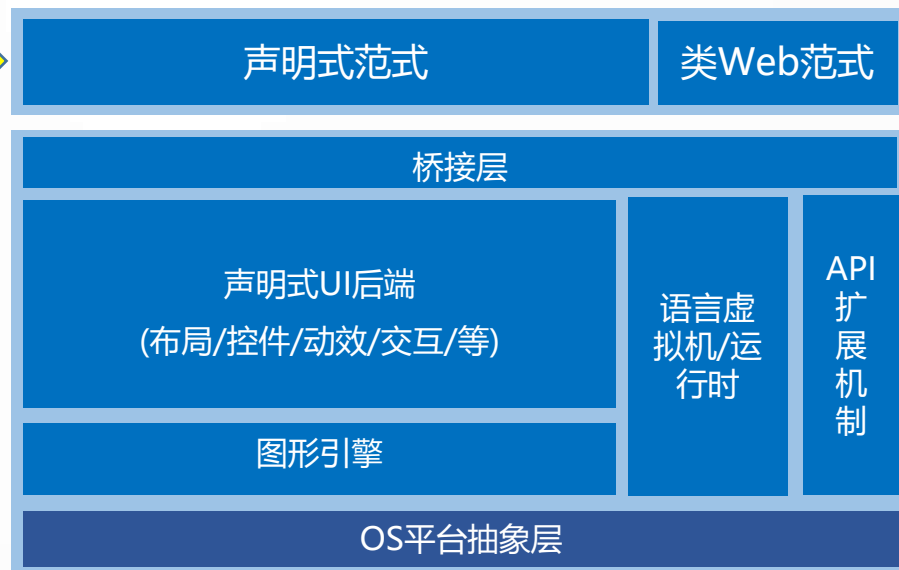 声明式范式
类Web范式
桥接层
声明式UI后端
(布局/控件/动效/交互/等)
语言虚
拟机/运
行时
API
扩
展
机
制
图形引擎
OS平台抽象层